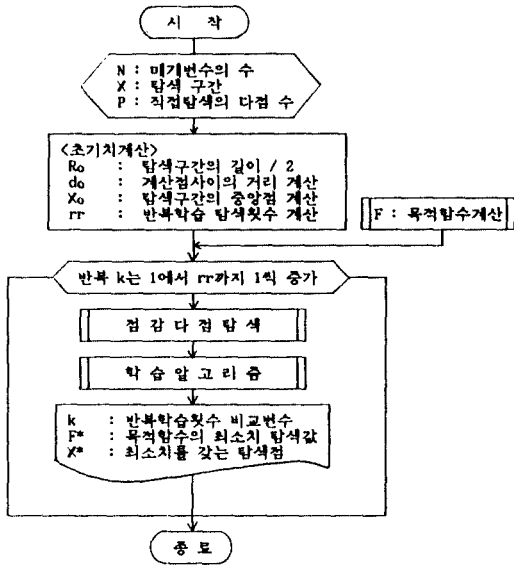 시 작
N : 매개변수의 수
X : 탐색 구간
P : 직접탐색의 다점 수
<초기치계산>
R₀ : 탐색구간의 길이 / 2
d₀ : 계산점사이의 거리 계산
X₀ : 탐색구간의 중앙점 계산
rr : 반복학습 탐색횟수 계산
F : 목적함수계산
반복 k는 1에서 rr까지 1씩 증가
점 감 다 점 탐 색
학 습 알 고 리 즘
k : 반복학습횟수 비교변수
F* : 목적함수의 최소치 탐색값
X* : 최소치를 갖는 탐색점
종 료